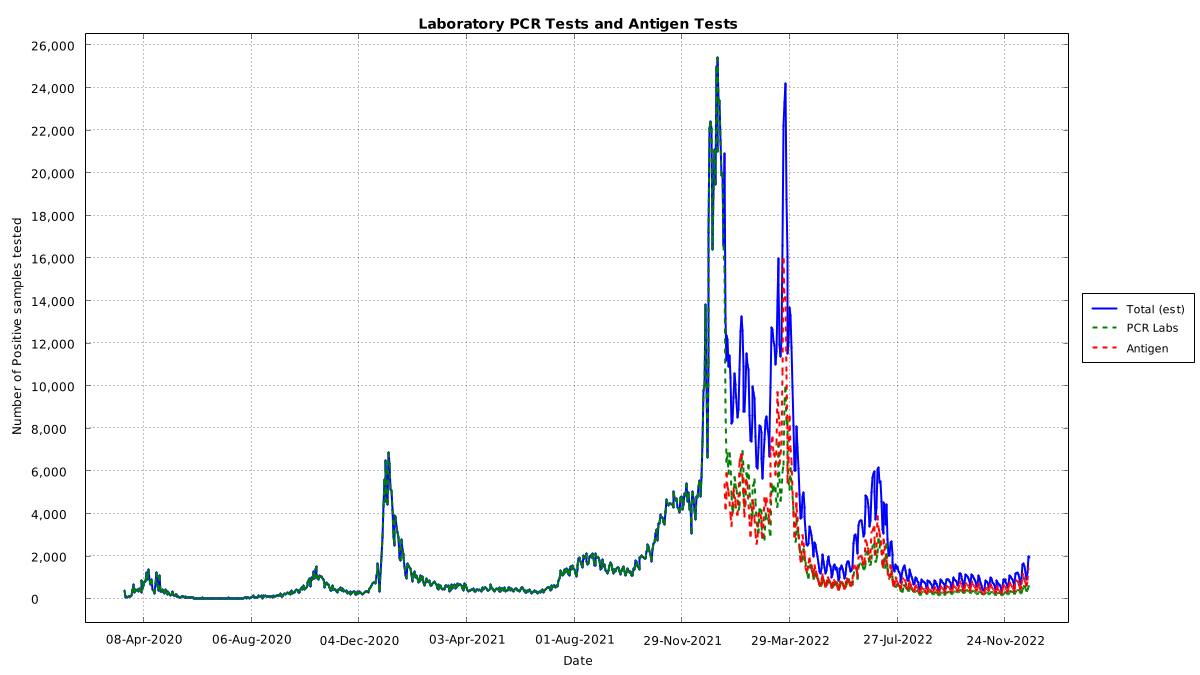 Laboratory PCR Tests and Antigen Tests
26,000
24,000
22,000
20,000
18,000
16,000
14,000
12,000
10,000
8,000
6,000
4,000
2,000
0
Number of Positive samples tested
08-Apr-2020
06-Aug-2020
04-Dec-2020
03-Apr-2021
01-Aug-2021
29-Nov-2021
29-Mar-2022
27-Jul-2022
24-Nov-2022
Date
Total (est)
PCR Labs
Antigen